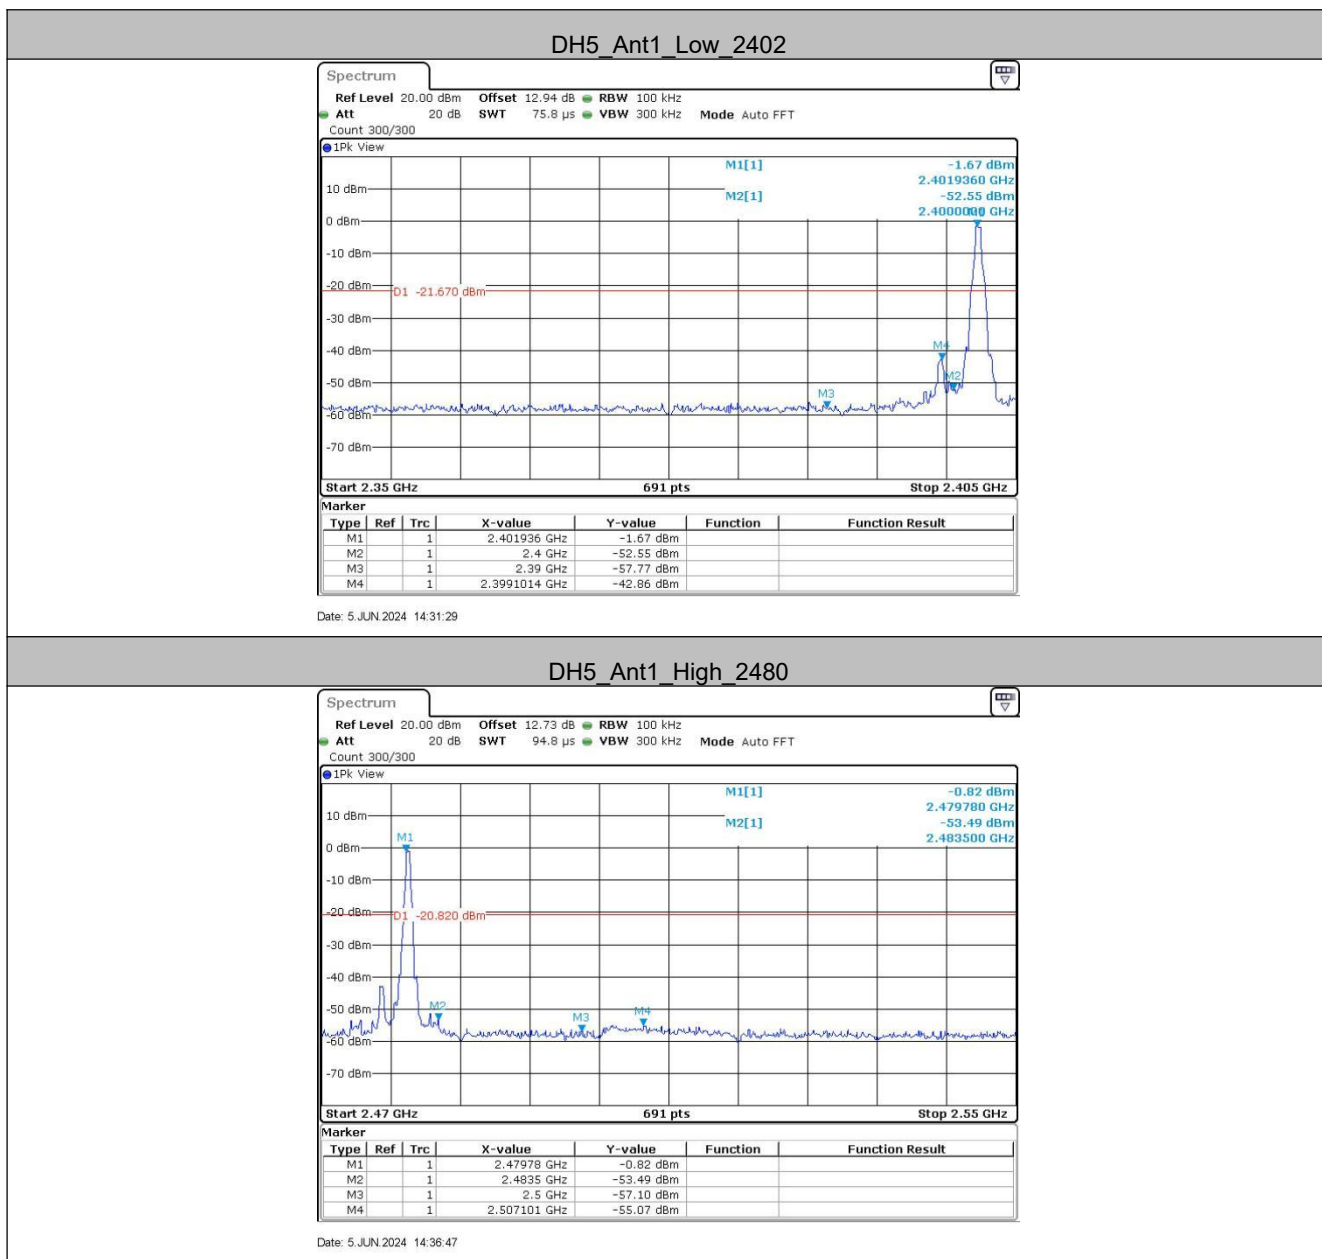 DH5_Ant1_Low_2402
Spectrum
Ref Level 20.00 dBm Offset 12.94 dB RBW 100 kHz
Att 20 dB SWT 75.8 µs VBW 300 kHz Mode Auto FFT
Count 300/300
1Pk View
M1[1] -1.67 dBm
2.4019360 GHz
10 dBm
M2[1] -52.55 dBm
2.4000000 GHz
M1
0 dBm
-10 dBm
-20 dBm
D1 -21.670 dBm
-30 dBm
-40 dBm
M4
-50 dBm
M2
M3
-60 dBm
-70 dBm
Start 2.35 GHz 691 pts Stop 2.405 GHz
Marker
Type Ref Trc X-value Y-value Function Function Result
M1 1 2.401936 GHz -1.67 dBm
M2 1 2.4 GHz -52.55 dBm
M3 1 2.39 GHz -57.77 dBm
M4 1 2.3991014 GHz -42.86 dBm
Date: 5.JUN.2024 14:31:29
DH5_Ant1_High_2480
Spectrum
Ref Level 20.00 dBm Offset 12.73 dB RBW 100 kHz
Att 20 dB SWT 94.8 µs VBW 300 kHz Mode Auto FFT
Count 300/300
1Pk View
M1[1] -0.82 dBm
2.479780 GHz
10 dBm
M2[1] -53.49 dBm
2.483500 GHz
M1
0 dBm
-10 dBm
-20 dBm
D1 -20.820 dBm
-30 dBm
-40 dBm
-50 dBm
M2
M3
M4
-60 dBm
-70 dBm
Start 2.47 GHz 691 pts Stop 2.55 GHz
Marker
Type Ref Trc X-value Y-value Function Function Result
M1 1 2.47978 GHz -0.82 dBm
M2 1 2.4835 GHz -53.49 dBm
M3 1 2.5 GHz -57.10 dBm
M4 1 2.507101 GHz -55.07 dBm
Date: 5.JUN.2024 14:36:47